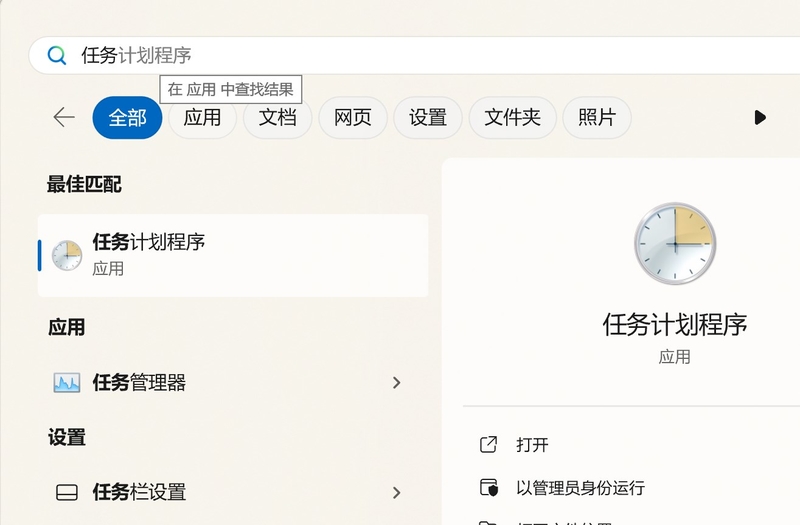 任务计划程序
在 应用 中查找结果
全部
应用
文档
网页
设置
文件夹
照片
最佳匹配
任务计划程序
应用
应用
任务管理器
设置
任务栏设置
任务计划程序
应用
打开
以管理员身份运行